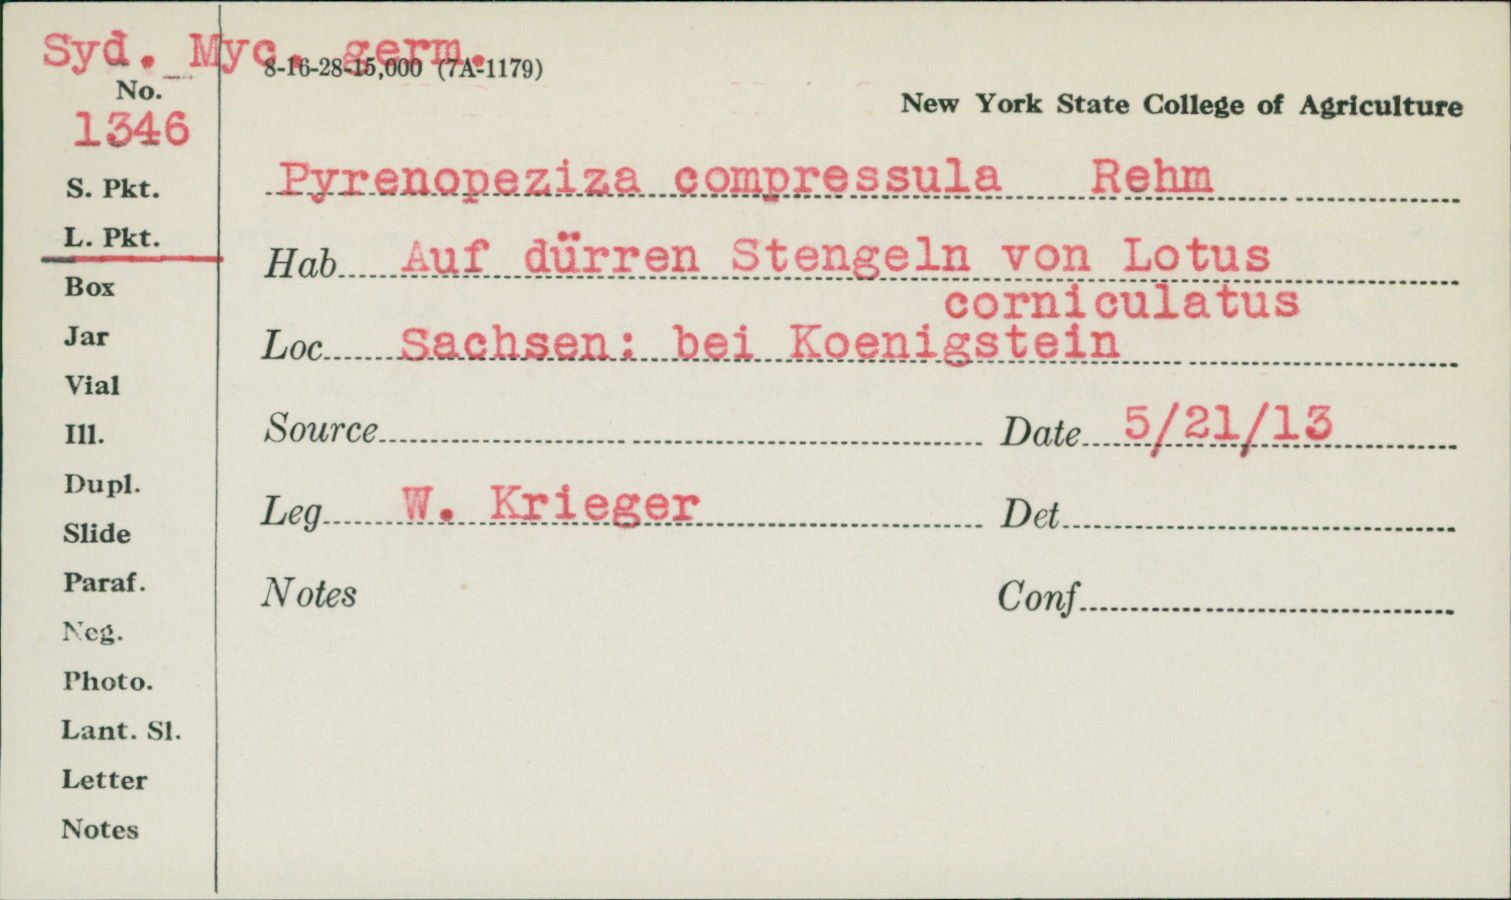 Syd. Myc. germ.
8-16-28-15,000 (7A-1179)
No.
1346
New York State College of Agriculture
S. Pkt.
Pyrenopeziza compressula Rehm
L. Pkt.
Hab. Auf dürren Stengeln von Lotus
corniculatus
Box
Jar
Loc. Sachsen: bei Koenigstein
Vial
Ill.
Source
Date 5/21/13
Dupl.
Leg. W. Krieger
Det.
Slide
Paraf.
Notes
Conf.
Neg.
Photo.
Lant. Sl.
Letter
Notes